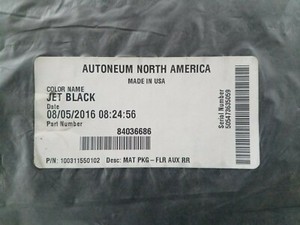 AUTONEUM NORTH AMERICA
MADE IN USA
COLOR NAME
JET BLACK
Date
08/05/2016 08:24:56
Part Number
84036686
P/N: 100311550102 Desc: MAT PKG - FLR AUX RR
Serial Number
505473635059